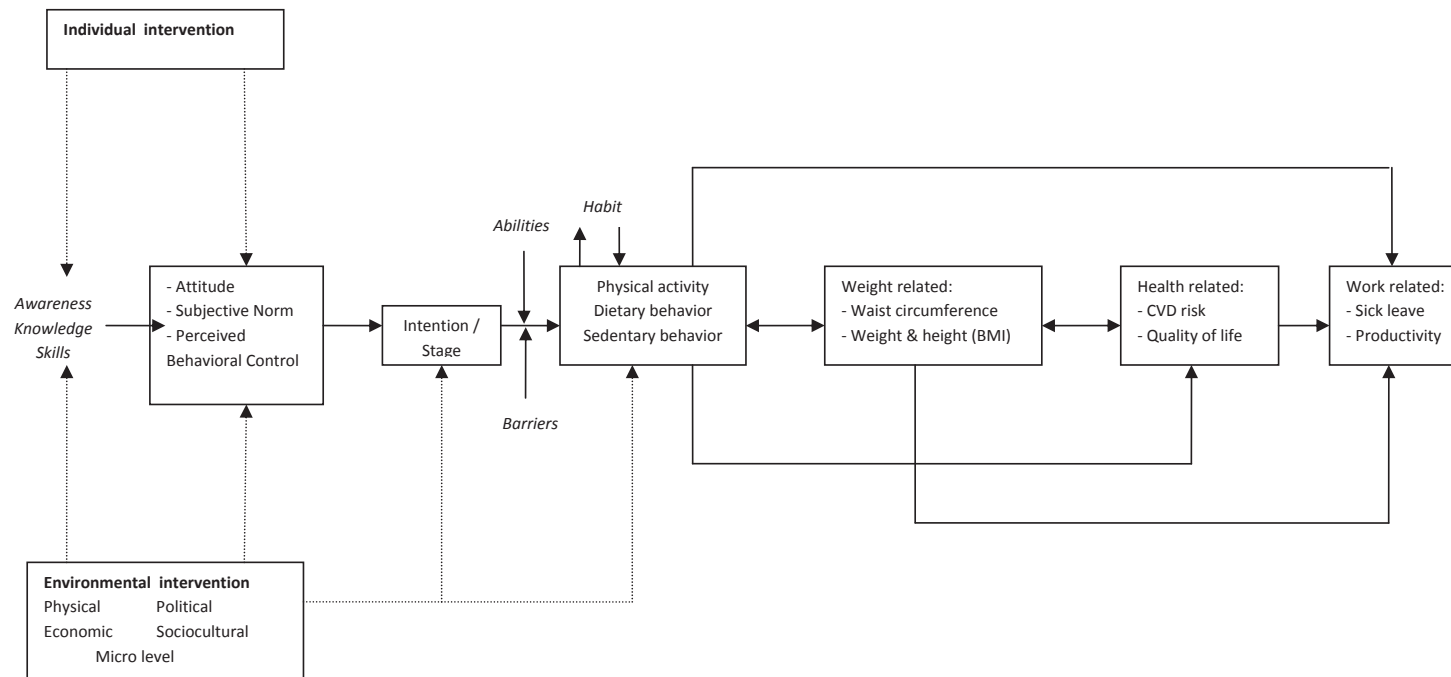 Individual intervention
Habit
Abilities
Awareness
Knowledge
Skills
- Attitude
- Subjective Norm
- Perceived
Behavioral Control
Intention /
Stage
Barriers
Physical activity
Dietary behavior
Sedentary behavior
Weight related:
- Waist circumference
- Weight & height (BMI)
Health related:
- CVD risk
- Quality of life
Work related:
- Sick leave
- Productivity
Environmental intervention
Physical Political
Economic Sociocultural
Micro level